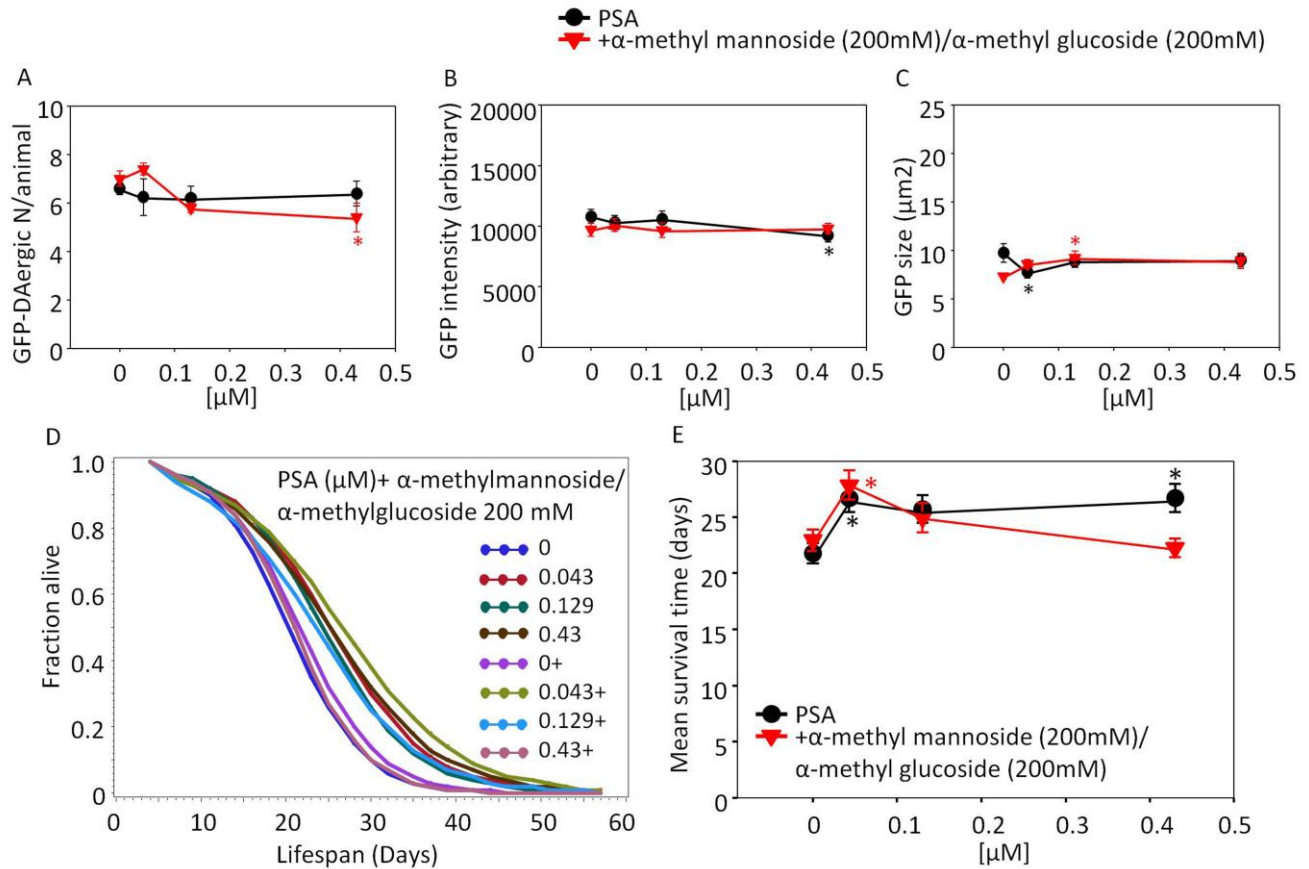 PSA
+α-methyl mannoside (200mM)/α-methyl glucoside (200mM)
A
GFP-DAergic N/animal
10
8
6
4
2
0
*
0 0.1 0.2 0.3 0.4 0.5
[μM]
B
GFP intensity (arbitrary)
20000
15000
10000
5000
0
*
0 0.1 0.2 0.3 0.4 0.5
[μM]
C
GFP size (μm2)
25
20
15
10
5
0
*
*
0 0.1 0.2 0.3 0.4 0.5
[μM]
D
Fraction alive
1.0
0.8
0.6
0.4
0.2
0
PSA (μM)+ α-methylmannoside/
α-methylglucoside 200 mM
0
0.043
0.129
0.43
0+
0.043+
0.129+
0.43+
0 10 20 30 40 50 60
Lifespan (Days)
E
Mean survival time (days)
30
25
20
15
10
5
0
*
*
*
PSA
+α-methyl mannoside (200mM)/
α-methyl glucoside (200mM)
0 0.1 0.2 0.3 0.4 0.5
[μM]